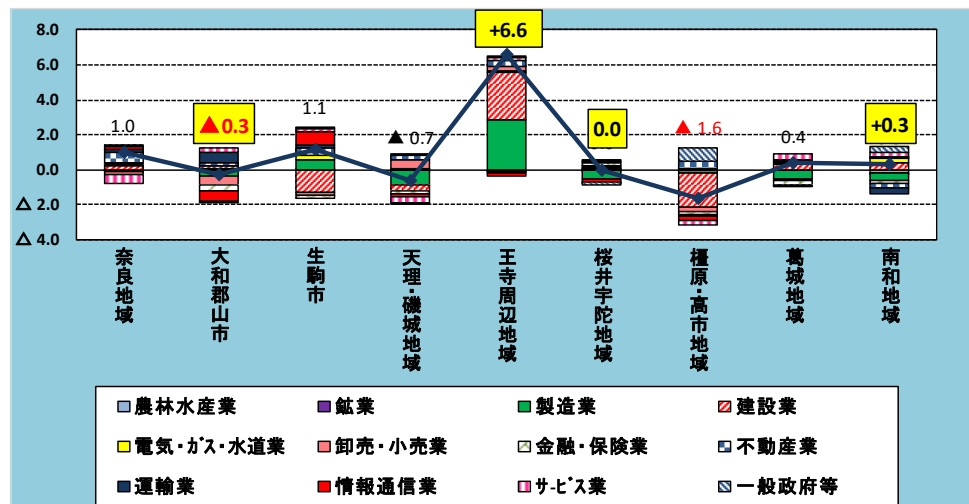 8.0
6.0
4.0
2.0
0.0
△ 2.0
△ 4.0
1.0
▲ 0.3
1.1
▲ 0.7
+6.6
0.0
▲ 1.6
0.4
+0.3
奈良地域
大和郡山市
生駒市
天理・磯城地域
王寺周辺地域
桜井宇陀地域
橿原・高市地域
葛城地域
南和地域
農林水産業
鉱業
製造業
建設業
電気・ガス・水道業
卸売・小売業
金融・保険業
不動産業
運輸業
情報通信業
サービス業
一般政府等